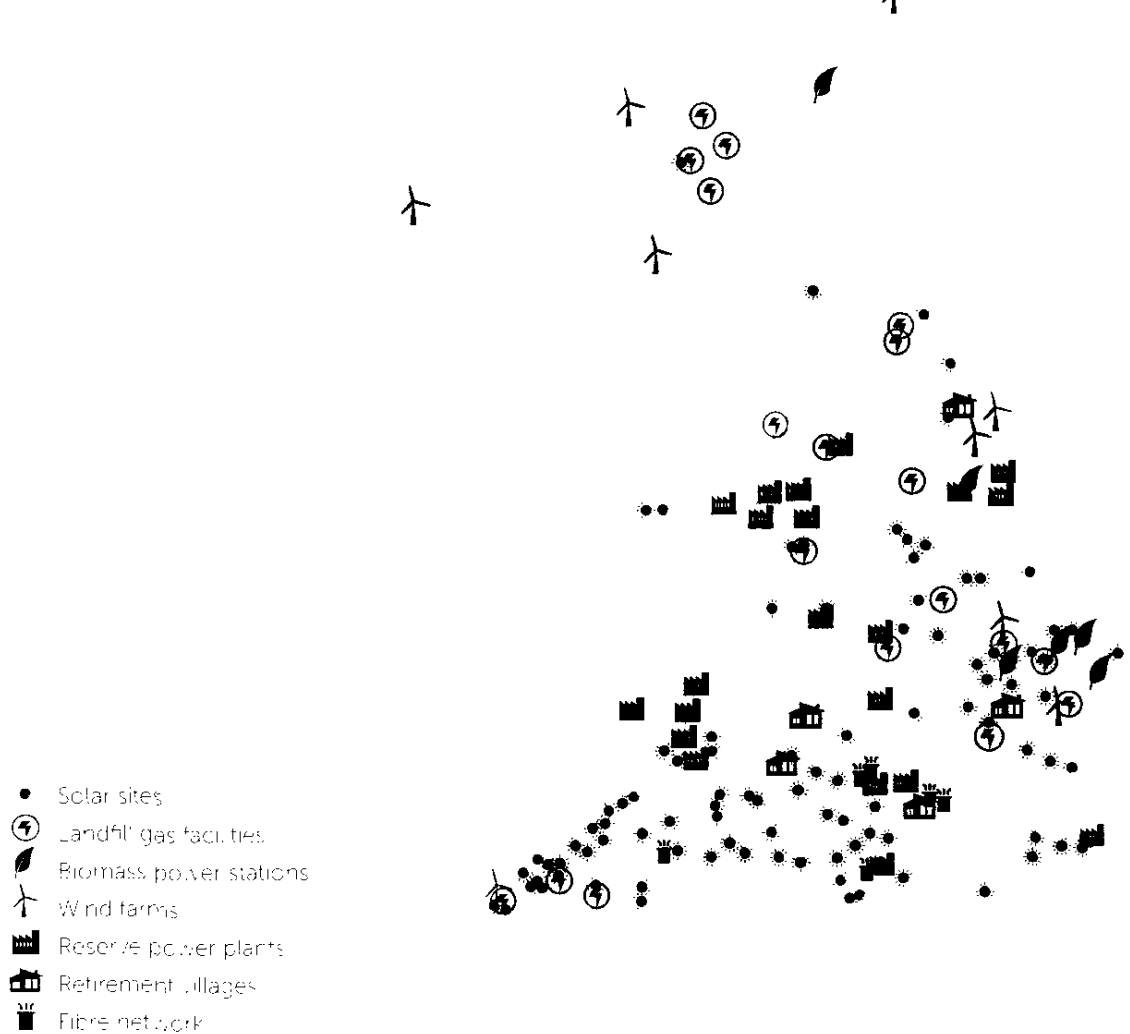 Solar sites
Landfill gas facilities
Biomass power stations
Wind farms
Reserve power plants
Retirement villages
Fibre network